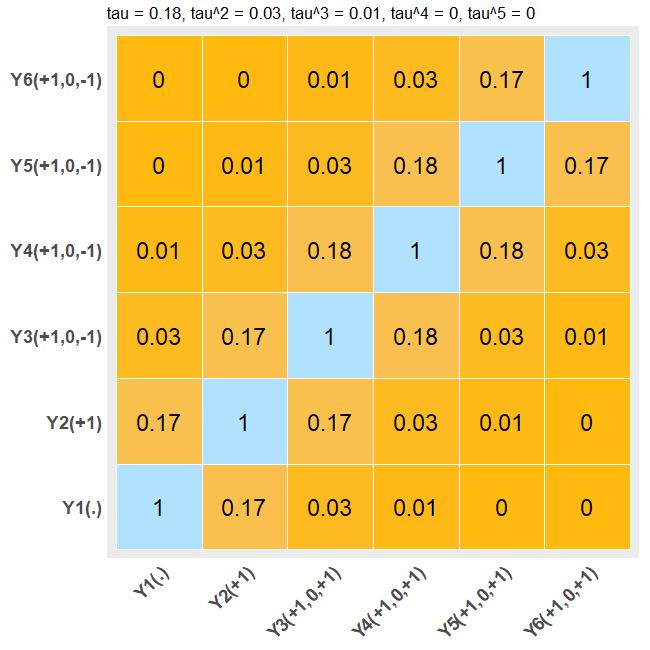 tau = 0.18, tau^2 = 0.03, tau^3 = 0.01, tau^4 = 0, tau^5 = 0
Y6(+1,0,-1) 0 0 0.01 0.03 0.17 1
Y5(+1,0,-1) 0 0.01 0.03 0.18 1 0.17
Y4(+1,0,-1) 0.01 0.03 0.18 1 0.18 0.03
Y3(+1,0,-1) 0.03 0.17 1 0.18 0.03 0.01
Y2(+1) 0.17 1 0.17 0.03 0.01 0
Y1(.) 1 0.17 0.03 0.01 0 0
Y1(.) Y2(+1) Y3(+1,0,+1) Y4(+1,0,+1) Y5(+1,0,+1) Y6(+1,0,+1)